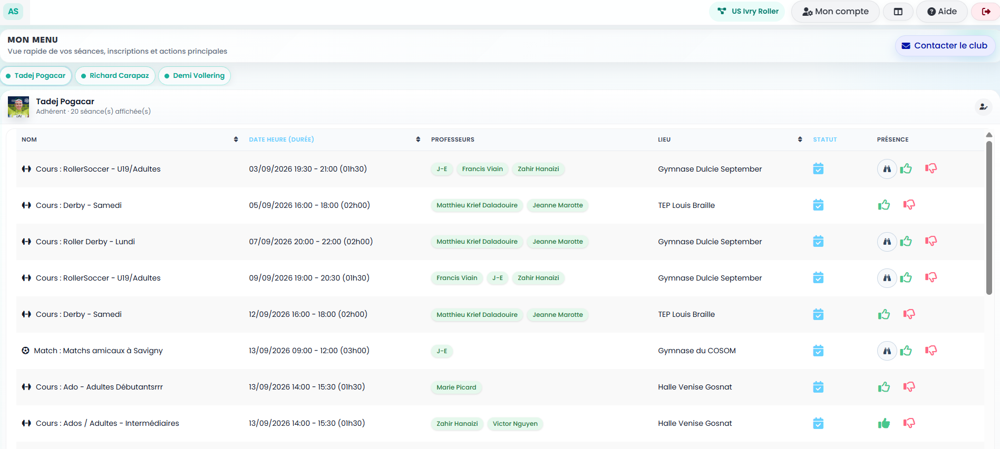 AS
US Ivry Roller
Mon compte
Aide
MON MENU
Vue rapide de vos séances, inscriptions et actions principales
Contacter le club
Tadej Pogacar
Richard Carapaz
Demi Vollering
Tadej Pogacar
Adhérent · 20 séance(s) affichée(s)
NOM DATE HEURE (DURÉE) PROFESSEURS LIEU STATUT PRÉSENCE
Cours : RollerSoccer - U19/Adultes 03/09/2026 19:30 - 21:00 (01h30) J-E Francis Viain Zahir Hanaizi Gymnase Dulcie September
Cours : Derby - Samedi 05/09/2026 16:00 - 18:00 (02h00) Matthieu Krief Daladouire Jeanne Marotte TEP Louis Braille
Cours : Roller Derby - Lundi 07/09/2026 20:00 - 22:00 (02h00) Matthieu Krief Daladouire Jeanne Marotte Gymnase Dulcie September
Cours : RollerSoccer - U19/Adultes 09/09/2026 19:00 - 20:30 (01h30) Francis Viain J-E Zahir Hanaizi Gymnase Dulcie September
Cours : Derby - Samedi 12/09/2026 16:00 - 18:00 (02h00) Matthieu Krief Daladouire Jeanne Marotte TEP Louis Braille
Match : Matchs amicaux à Savigny 13/09/2026 09:00 - 12:00 (03h00) J-E Gymnase du COSOM
Cours : Ado - Adultes Débutantsrrr 13/09/2026 14:00 - 15:30 (01h30) Marie Picard Halle Venise Gosnat
Cours : Ados / Adultes - Intermédiaires 13/09/2026 14:00 - 15:30 (01h30) Zahir Hanaizi Victor Nguyen Halle Venise Gosnat